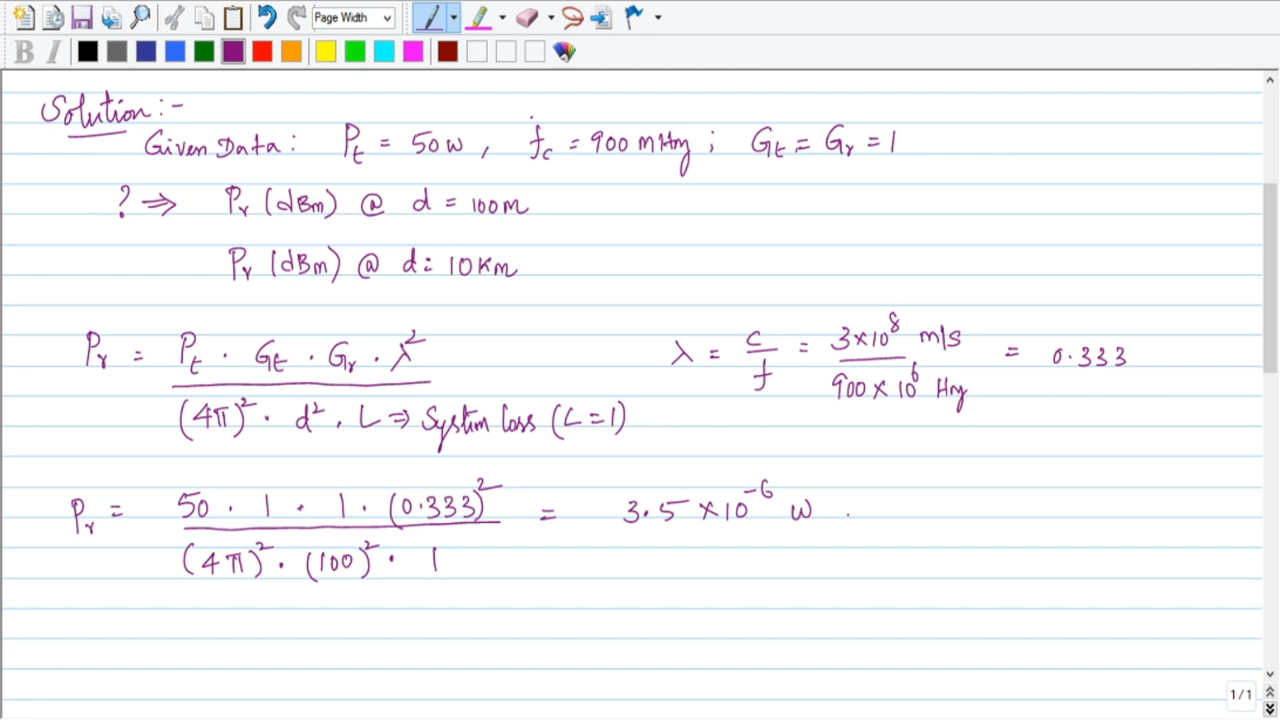 Page Width
B I
Solution :-
Given Data : Pt = 50W , fc = 900 MHz ; Gt = Gr = 1
? ⇒ Pr (dBm) @ d = 100m
Pr (dBm) @ d = 10Km
Pr = Pt · Gt · Gr · λ² / (4π)² · d² · L ⇒ System loss (L=1)
λ = c / f = 3×10⁸ m/s / 900×10⁶ Hz = 0.333
Pr = 50 · 1 · 1 · (0.333)² / (4π)² · (100)² · 1 = 3.5 ×10⁻⁶ W .
1 / 1